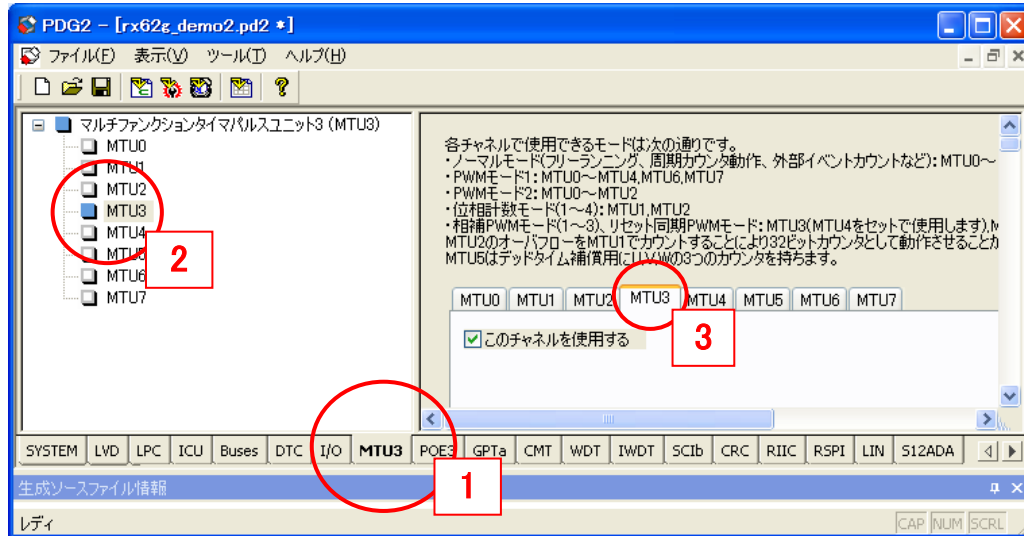 PDG2 - [rx62g_demo2.pd2 *]
ファイル(F) 表示(V) ツール(T) ヘルプ(H)
マルチファンクションタイマパルスユニット3 (MTU3)
MTU0
MTU1
MTU2
MTU3
MTU4
MTU5
MTU6
MTU7
2
各チャネルで使用できるモードは次の通りです。
・ノーマルモード(フリーランニング、周期カウンタ動作、外部イベントカウントなど): MTU0～
・PWMモード1: MTU0～MTU4,MTU6,MTU7
・PWMモード2: MTU0～MTU2
・位相計数モード(1～4): MTU1,MTU2
・相補PWMモード(1～3)、リセット同期PWMモード: MTU3(MTU4をセットで使用します),M
MTU2のオーバフローをMTU1でカウントすることにより32ビットカウンタとして動作させることが
MTU5はデッドタイム補償用にU,V,Wの3つのカウンタを持ちます。
MTU0 MTU1 MTU2 MTU3 MTU4 MTU5 MTU6 MTU7
このチャネルを使用する
3
SYSTEM LVD LPC ICU Buses DTC I/O MTU3 POE3 GPTa CMT WDT IWDT SCIb CRC RIIC RSPI LIN S12ADA
1
生成ソースファイル情報
レディ
CAP NUM SCRL